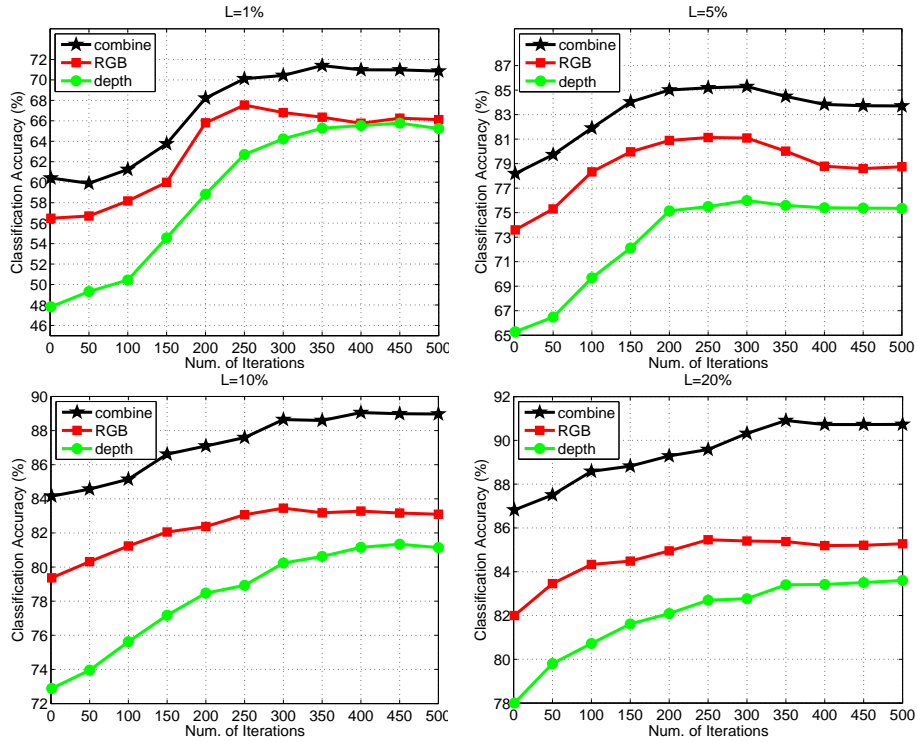 L=1%
Classification Accuracy (%)
72
70
68
66
64
62
60
58
56
54
52
50
48
46
combine
RGB
depth
0 50 100 150 200 250 300 350 400 450 500
Num. of Iterations
L=5%
Classification Accuracy (%)
87
85
83
81
79
77
75
73
71
69
67
65
combine
RGB
depth
0 50 100 150 200 250 300 350 400 450 500
Num. of Iterations
L=10%
Classification Accuracy (%)
90
88
86
84
82
80
78
76
74
72
combine
RGB
depth
0 50 100 150 200 250 300 350 400 450 500
Num. of Iterations
L=20%
Classification Accuracy (%)
92
90
88
86
84
82
80
78
combine
RGB
depth
0 50 100 150 200 250 300 350 400 450 500
Num. of Iterations